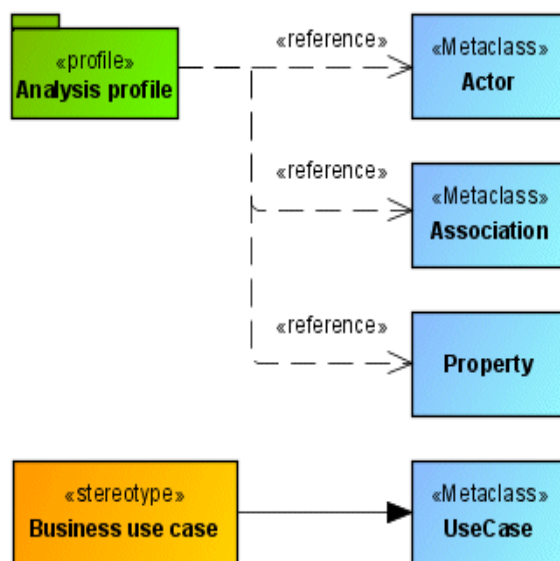 «profile»
Analysis profile
«reference»
«Metaclass»
Actor
«reference»
«Metaclass»
Association
«reference»
Property
«stereotype»
Business use case
«Metaclass»
UseCase